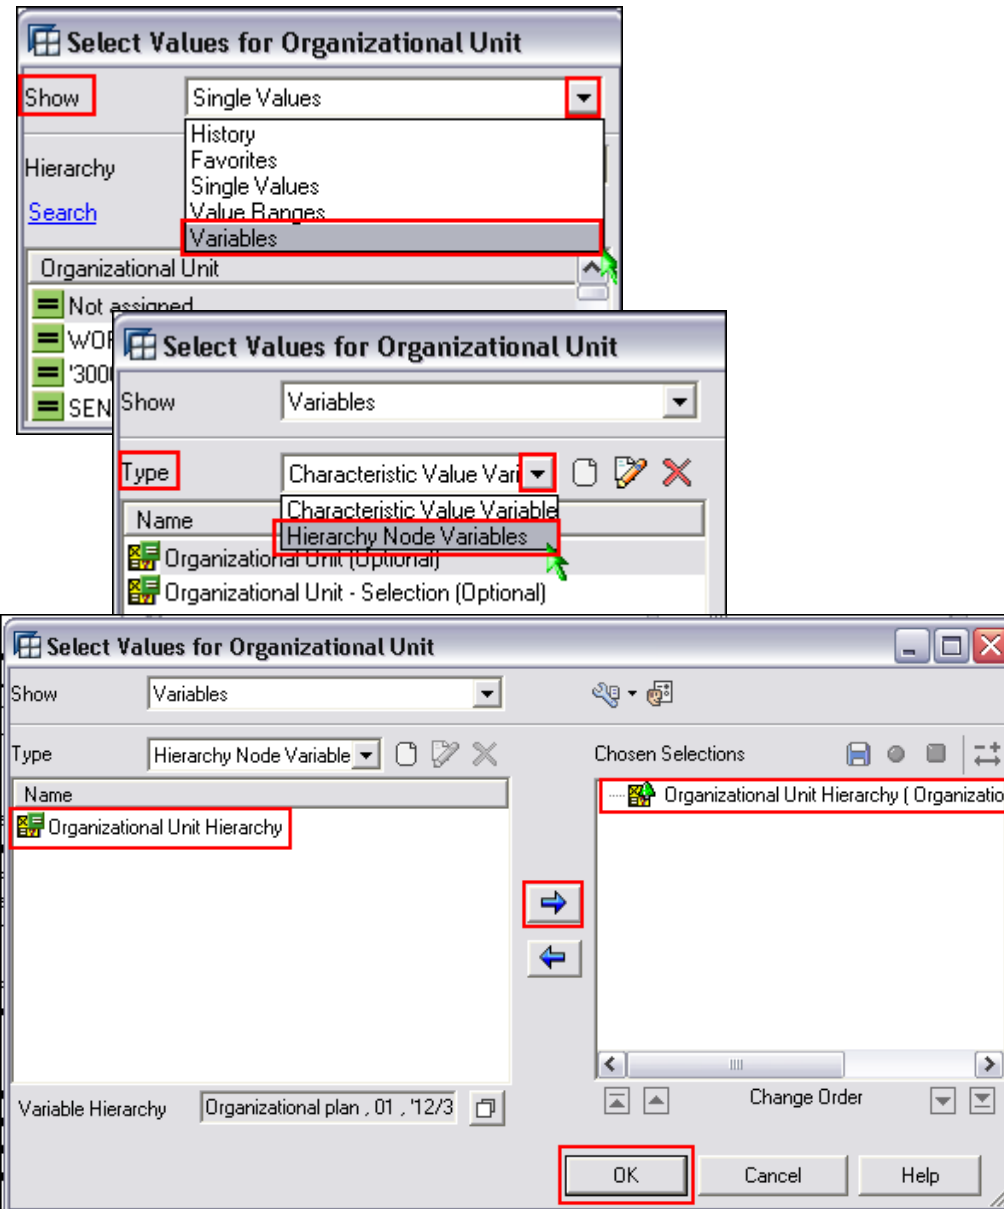 Select Values for Organizational Unit
Show Single Values
History
Favorites
Hierarchy
Single Values
Search Value Ranges
Variables
Organizational Unit
Not assigned
Select Values for Organizational Unit
Show Variables
Type Characteristic Value Vari
Characteristic Value Variable
Name
Hierarchy Node Variables
Organizational Unit (Optional)
Organizational Unit - Selection (Optional)
Select Values for Organizational Unit
Show Variables
Type Hierarchy Node Variable Chosen Selections
Name
Organizational Unit Hierarchy ( Organizatio
Organizational Unit Hierarchy
Variable Hierarchy Organizational plan , 01 , '12/3
Change Order
OK Cancel Help